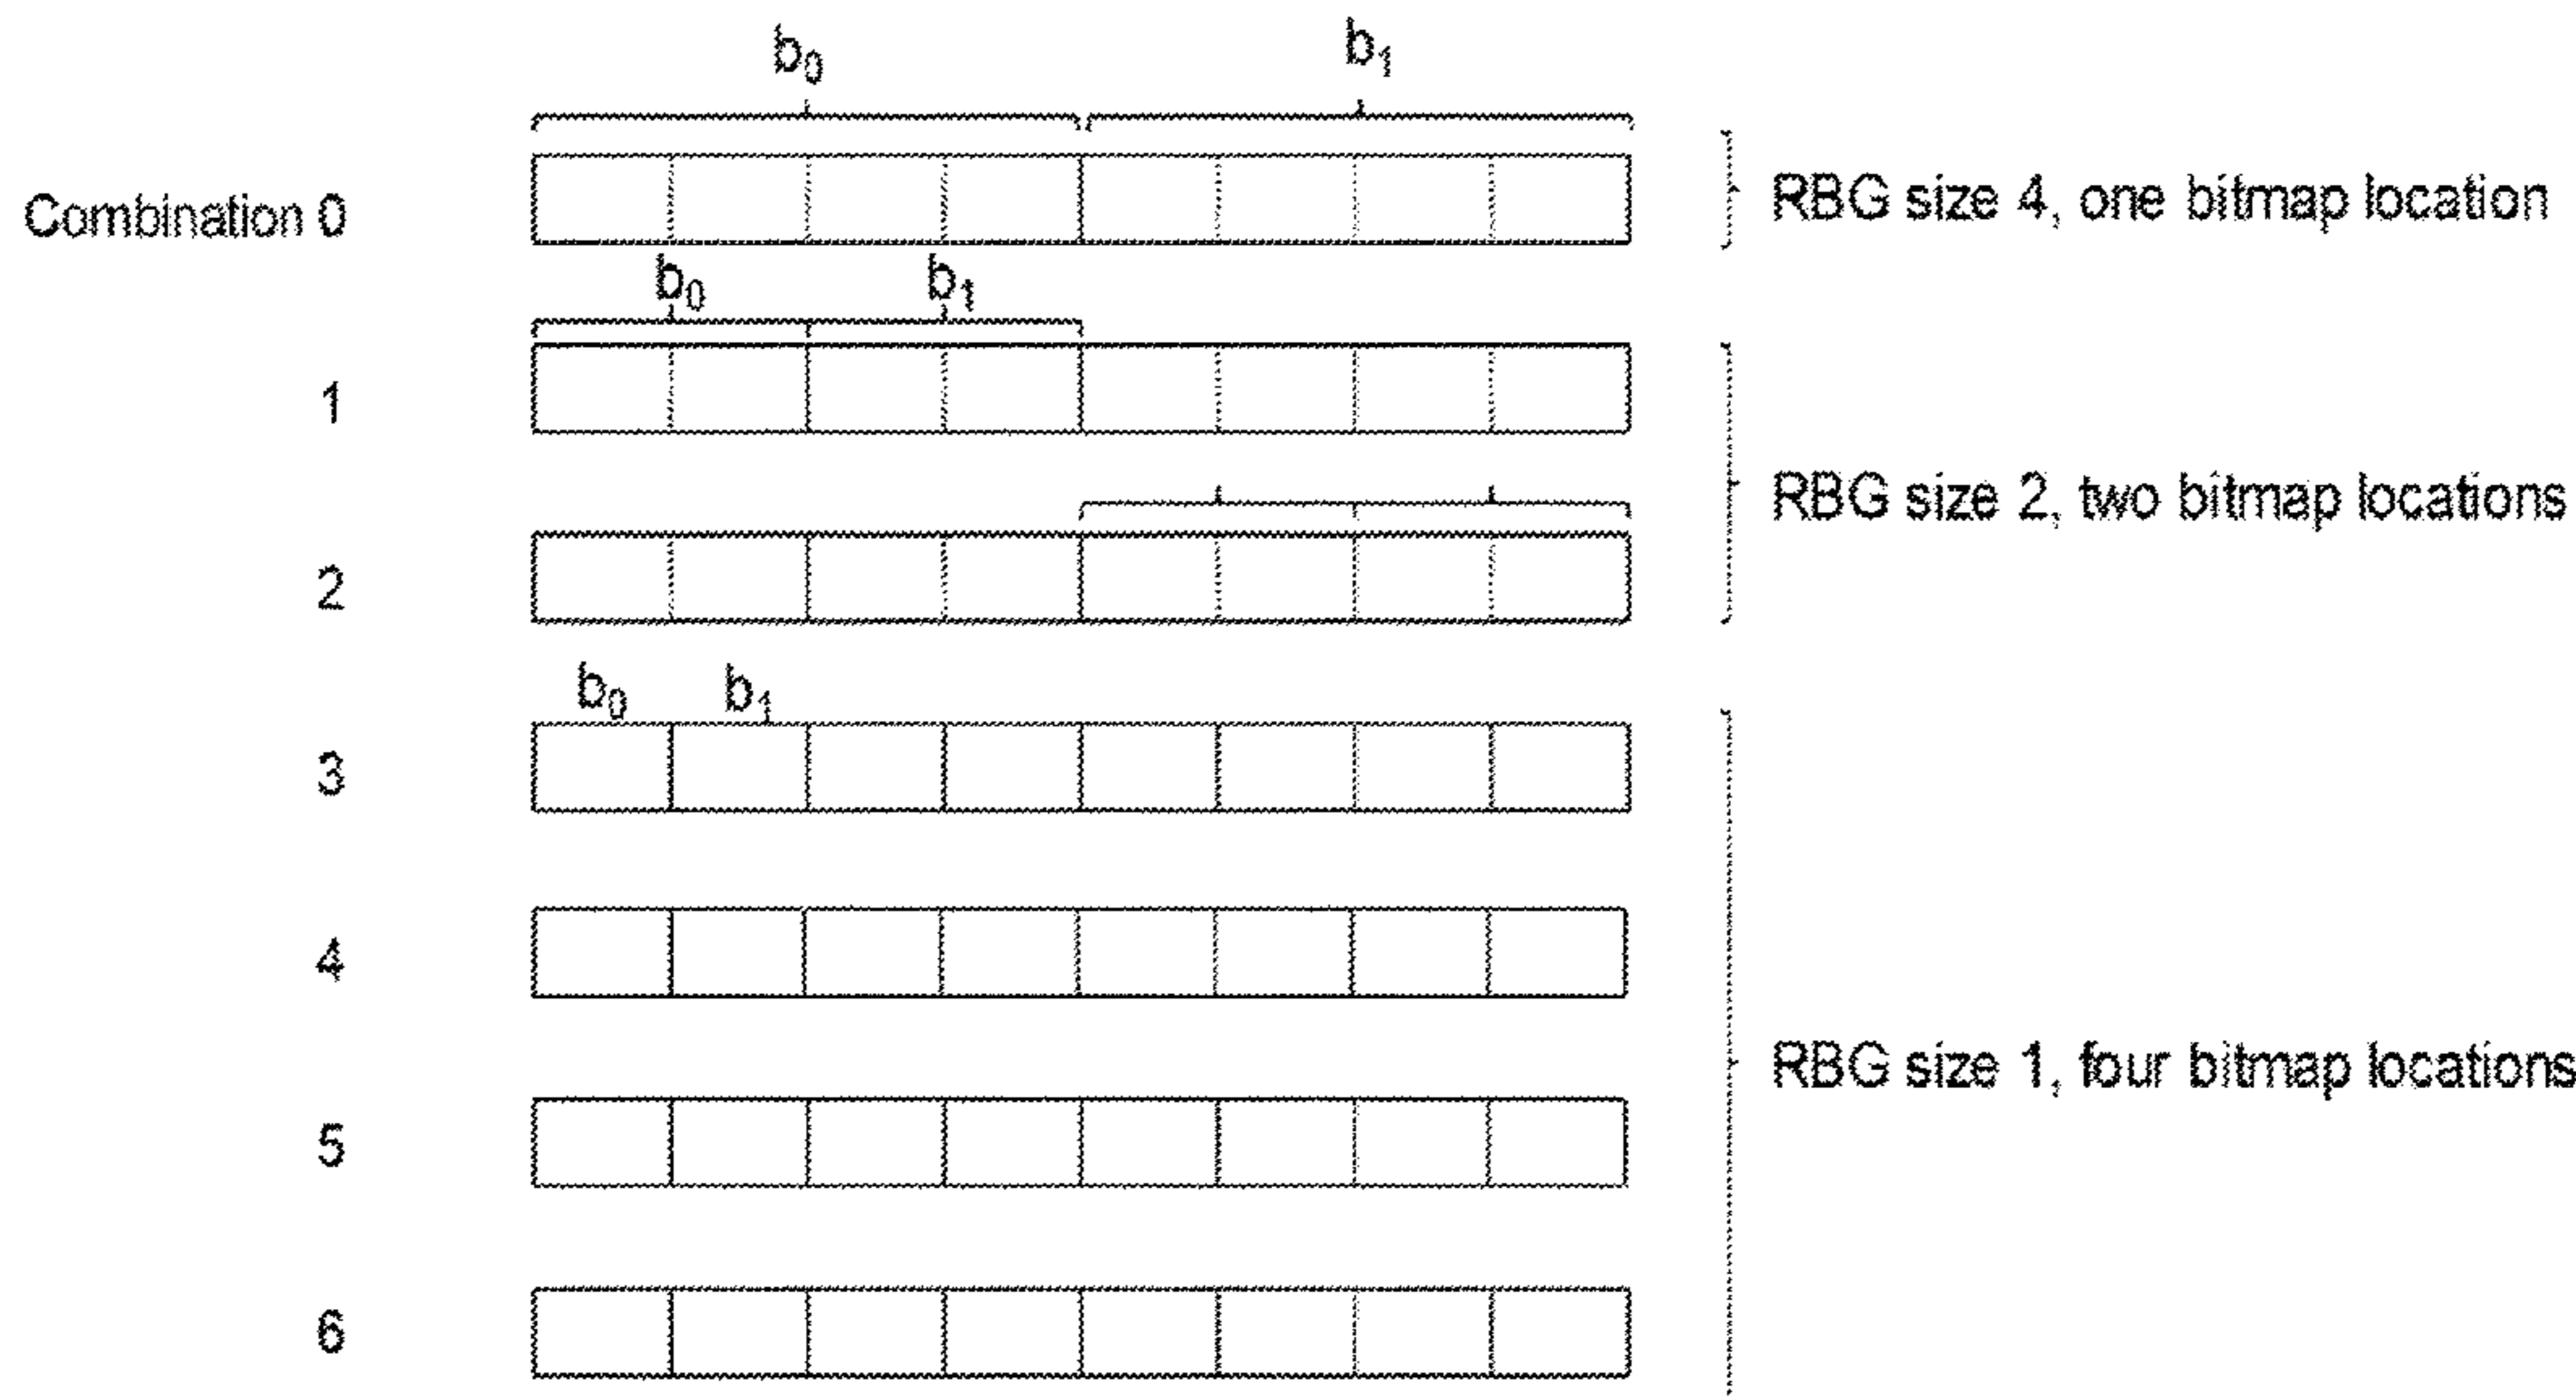 b₀ b₁
Combination 0 RBG size 4, one bitmap location
b₀ b₁
1
RBG size 2, two bitmap locations
2
b₀ b₁
3
4
RBG size 1, four bitmap locations
5
6